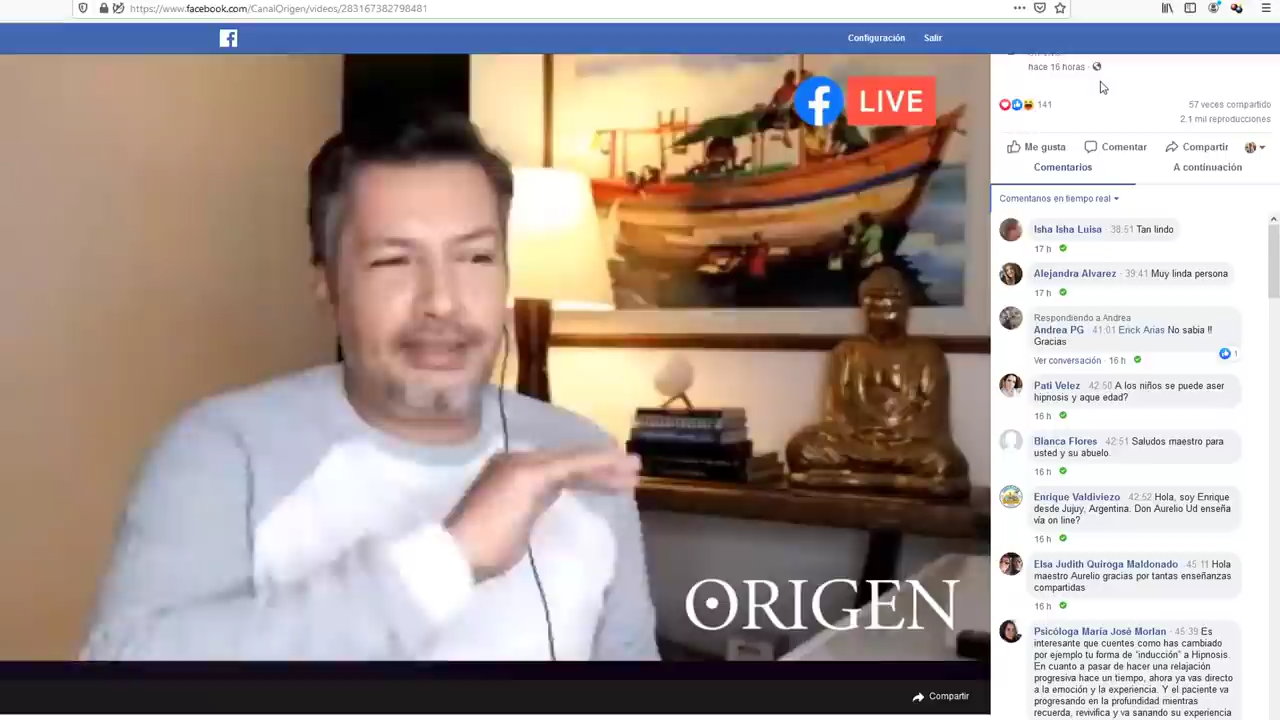 https://www.facebook.com/CanalOrigen/videos/283167382798481
Configuración Salir
LIVE
ORIGEN
Compartir
hace 16 horas ·
141
57 veces compartido
2.1 mil reproducciones
Me gusta Comentar Compartir
Comentarios A continuación
Comentarios en tiempo real
Isha Isha Luisa · 38:51 Tan lindo
17 h
Alejandra Alvarez · 39:41 Muy linda persona
17 h
Respondiendo a Andrea
Andrea PG · 41:01 Erick Arias No sabia !!
Gracias
1
Ver conversación · 16 h
Pati Velez · 42:50 A los niños se puede aser
hipnosis y aque edad?
16 h
Blanca Flores · 42:51 Saludos maestro para
usted y su abuelo.
16 h
Enrique Valdiviezo · 42:52 Hola, soy Enrique
desde Jujuy, Argentina. Don Aurelio Ud enseña
vía on line?
16 h
Elsa Judith Quiroga Maldonado · 45:11 Hola
maestro Aurelio gracias por tantas enseñanzas
compartidas
16 h
Psicóloga María José Morlan · 45:39 Es
interesante que cuentes como has cambiado
por ejemplo tu forma de "inducción" a Hipnosis.
En cuanto a pasar de hacer una relajación
progresiva hace un tiempo, ahora ya vas directo
a la emoción y la experiencia. Y el paciente va
progresando en la profundidad mientras
recuerda, revivifica y va sanando su experiencia